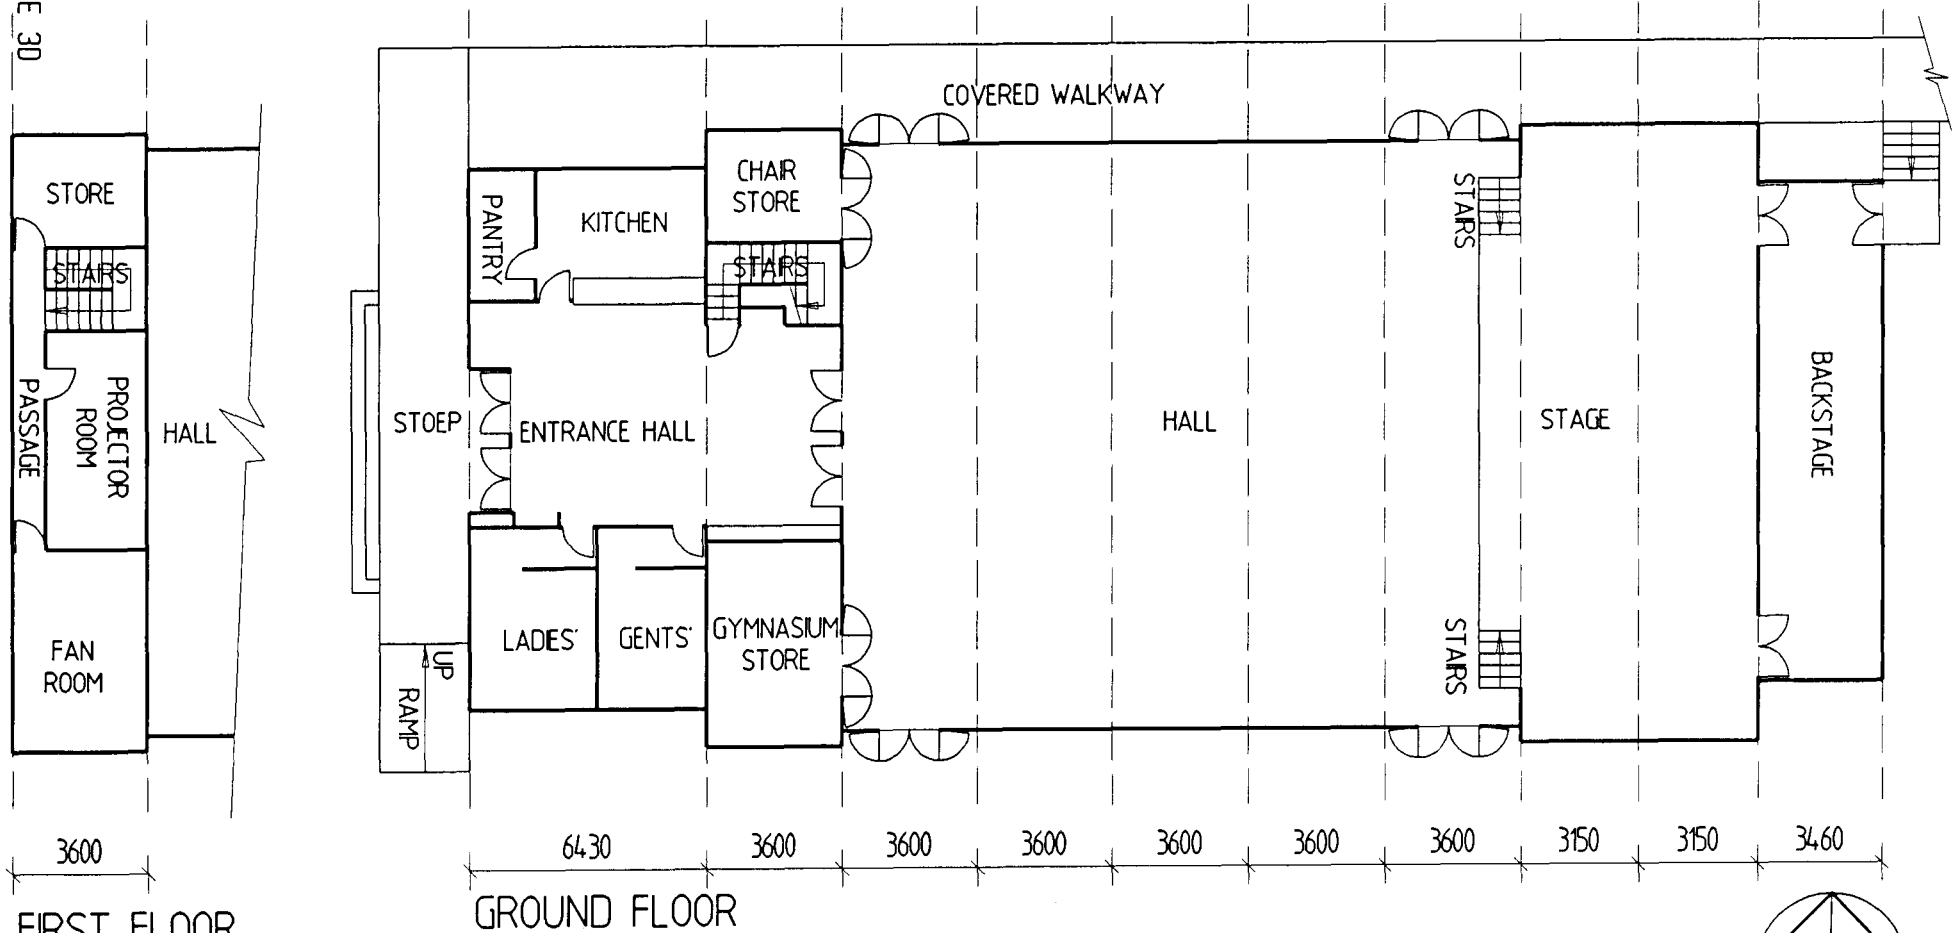 E 3D
STORE
STAIRS
PASSAGE
PROJECTOR
ROOM
HALL
FAN
ROOM
3600
FIRST FLOOR
COVERED WALKWAY
PANTRY
KITCHEN
CHAIR
STORE
STAIRS
STOEP
ENTRANCE HALL
LADIES'
GENTS'
GYMNASIUM
STORE
UP
RAMP
HALL
STAIRS
STAIRS
STAGE
BACKSTAGE
6430
3600
3600
3600
3600
3600
3600
3150
3150
3460
GROUND FLOOR